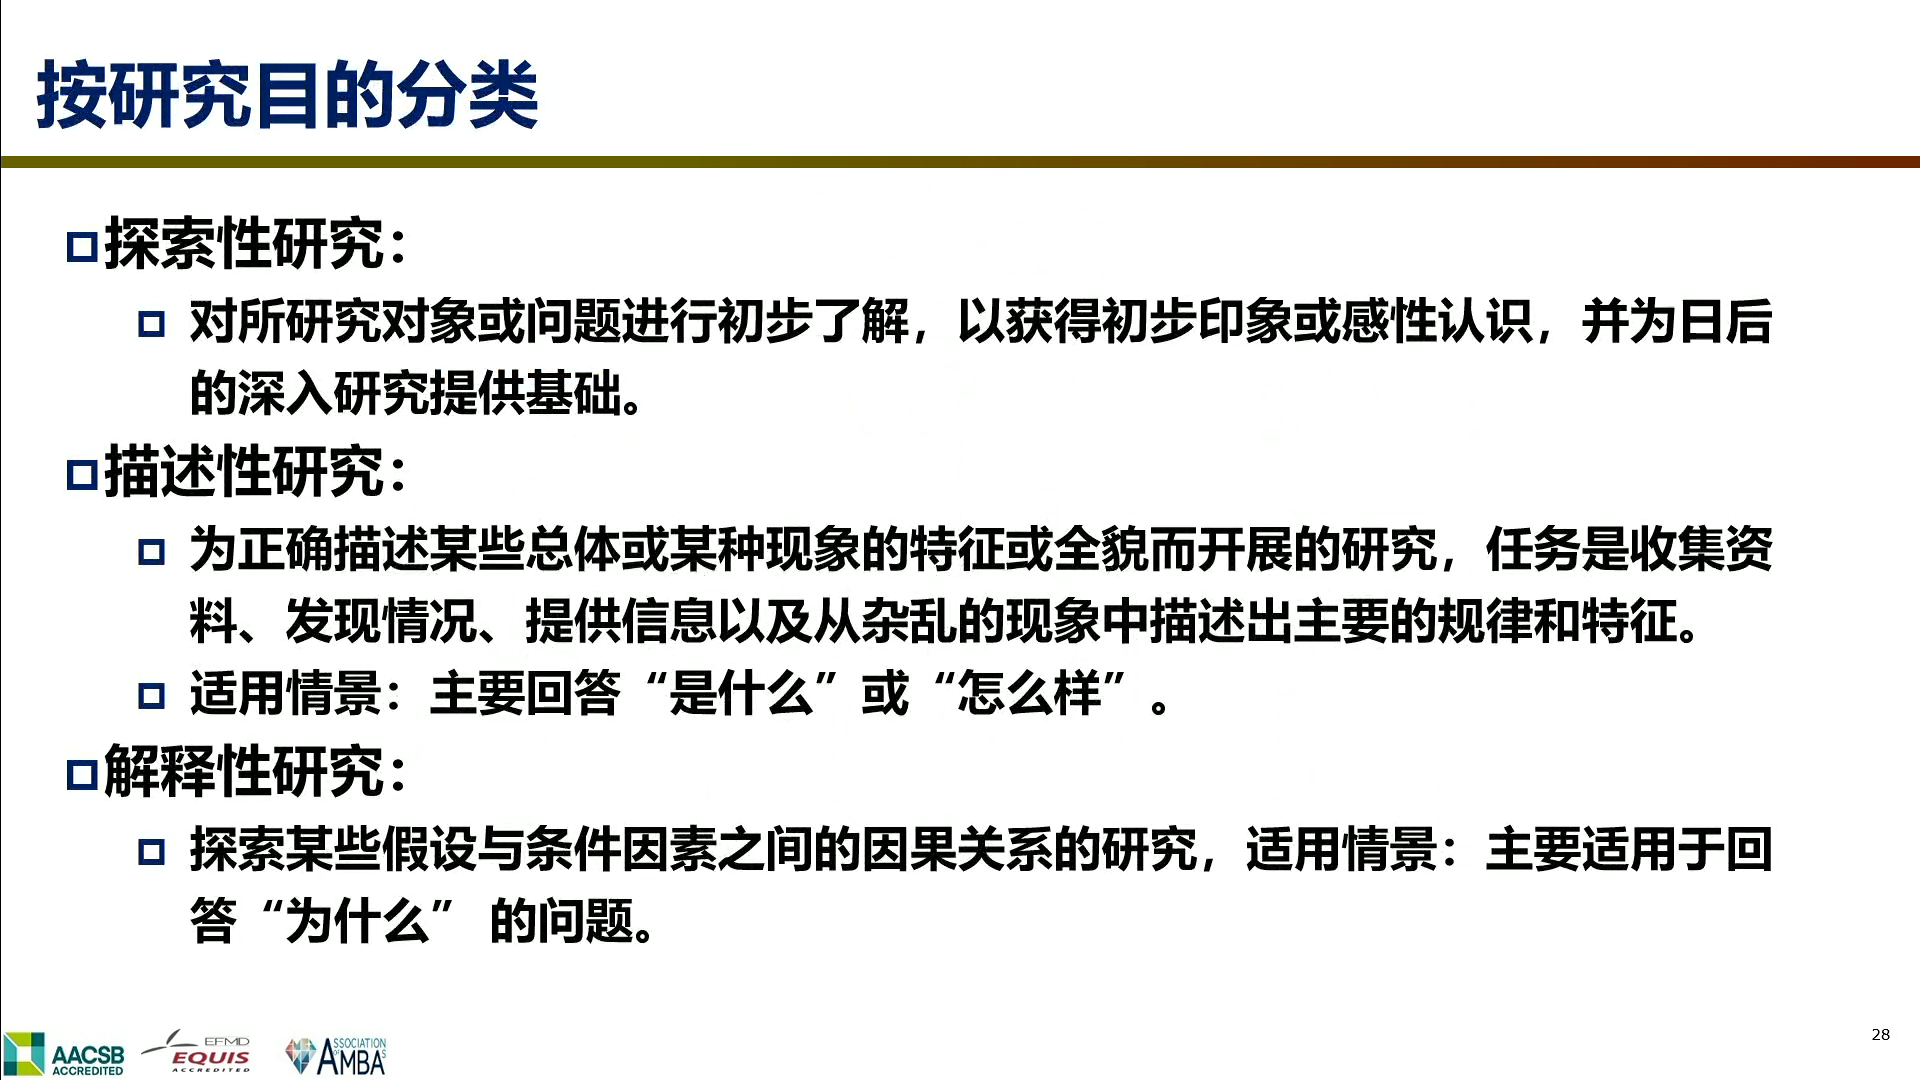 按研究目的分类
探索性研究：
对所研究对象或问题进行初步了解，以获得初步印象或感性认识，并为日后
的深入研究提供基础。
描述性研究：
为正确描述某些总体或某种现象的特征或全貌而开展的研究，任务是收集资
料、发现情况、提供信息以及从杂乱的现象中描述出主要的规律和特征。
适用情景：主要回答“是什么”或“怎么样”。
解释性研究：
探索某些假设与条件因素之间的因果关系的研究，适用情景：主要适用于回
答“为什么” 的问题。
AACSB
ACCREDITED
EFMD
EQUIS
ACCREDITED
ASSOCIATION
OF
AMBAS
28